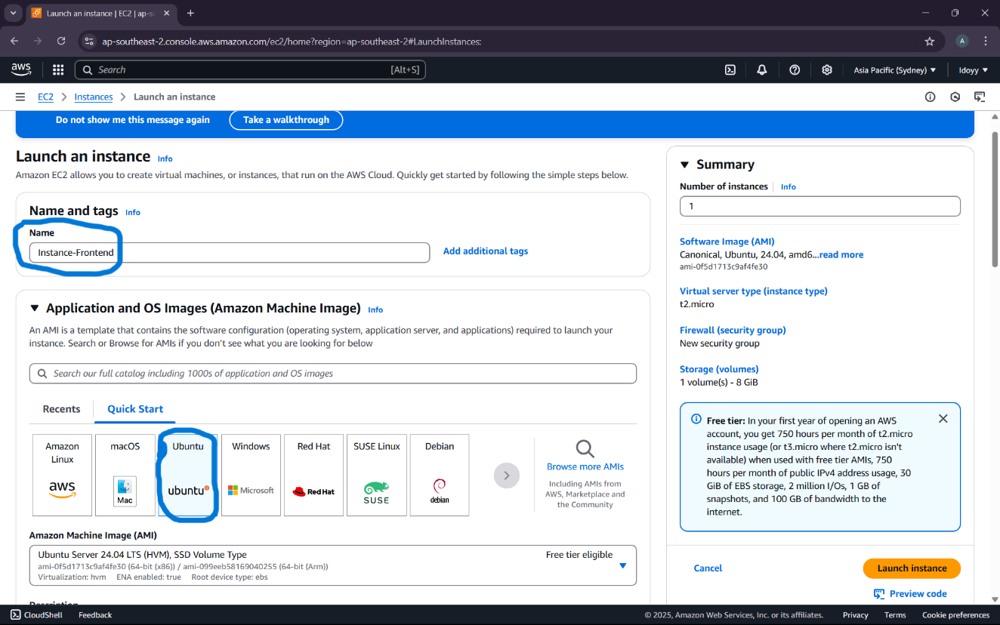 Launch an instance | EC2 | ap-so
ap-southeast-2.console.aws.amazon.com/ec2/home?region=ap-southeast-2#LaunchInstances:
A
aws
Search
[Alt+S]
Asia Pacific (Sydney)
Idoyy
EC2
Instances
Launch an instance
Do not show me this message again
Take a walkthrough
Launch an instance Info
Amazon EC2 allows you to create virtual machines, or instances, that run on the AWS Cloud. Quickly get started by following the simple steps below.
Name and tags Info
Name
Instance-Frontend
Add additional tags
Application and OS Images (Amazon Machine Image) Info
An AMI is a template that contains the software configuration (operating system, application server, and applications) required to launch your
instance. Search or Browse for AMIs if you don't see what you are looking for below
Search our full catalog including 1000s of application and OS images
Recents
Quick Start
Amazon
Linux
aws
macOS
Mac
Ubuntu
ubuntu
Windows
Microsoft
Red Hat
Red Hat
SUSE Linux
SUSE
Debian
debian
Browse more AMIs
Including AMIs from
AWS, Marketplace and
the Community
Amazon Machine Image (AMI)
Ubuntu Server 24.04 LTS (HVM), SSD Volume Type
Free tier eligible
ami-0f5d1713c9af4fe30 (64-bit (x86)) / ami-099eeb58169040255 (64-bit (Arm))
Virtualization: hvm ENA enabled: true Root device type: ebs
Description
Summary
Number of instances Info
1
Software Image (AMI)
Canonical, Ubuntu, 24.04, amd6...read more
ami-0f5d1713c9af4fe30
Virtual server type (instance type)
t2.micro
Firewall (security group)
New security group
Storage (volumes)
1 volume(s) - 8 GiB
Free tier: In your first year of opening an AWS
account, you get 750 hours per month of t2.micro
instance usage (or t3.micro where t2.micro isn't
available) when used with free tier AMIs, 750
hours per month of public IPv4 address usage, 30
GiB of EBS storage, 2 million I/Os, 1 GB of
snapshots, and 100 GB of bandwidth to the
internet.
Cancel
Launch instance
Preview code
CloudShell
Feedback
© 2025, Amazon Web Services, Inc. or its affiliates.
Privacy
Terms
Cookie preferences